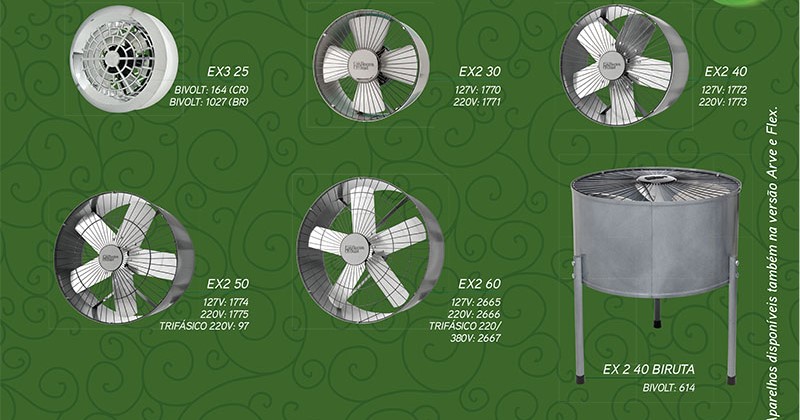 EX3 25
BIVOLT: 164 (CR)
BIVOLT: 1027 (BR)
EX2 30
127V: 1770
220V: 1771
EX2 40
127V: 1772
220V: 1773
EX2 50
127V: 1774
220V: 1775
TRIFÁSICO 220V: 97
EX2 60
127V: 2665
220V: 2666
TRIFÁSICO 220/
380V: 2667
EX 2 40 BIRUTA
BIVOLT: 614
disponíveis também na versão Arve e Flex.